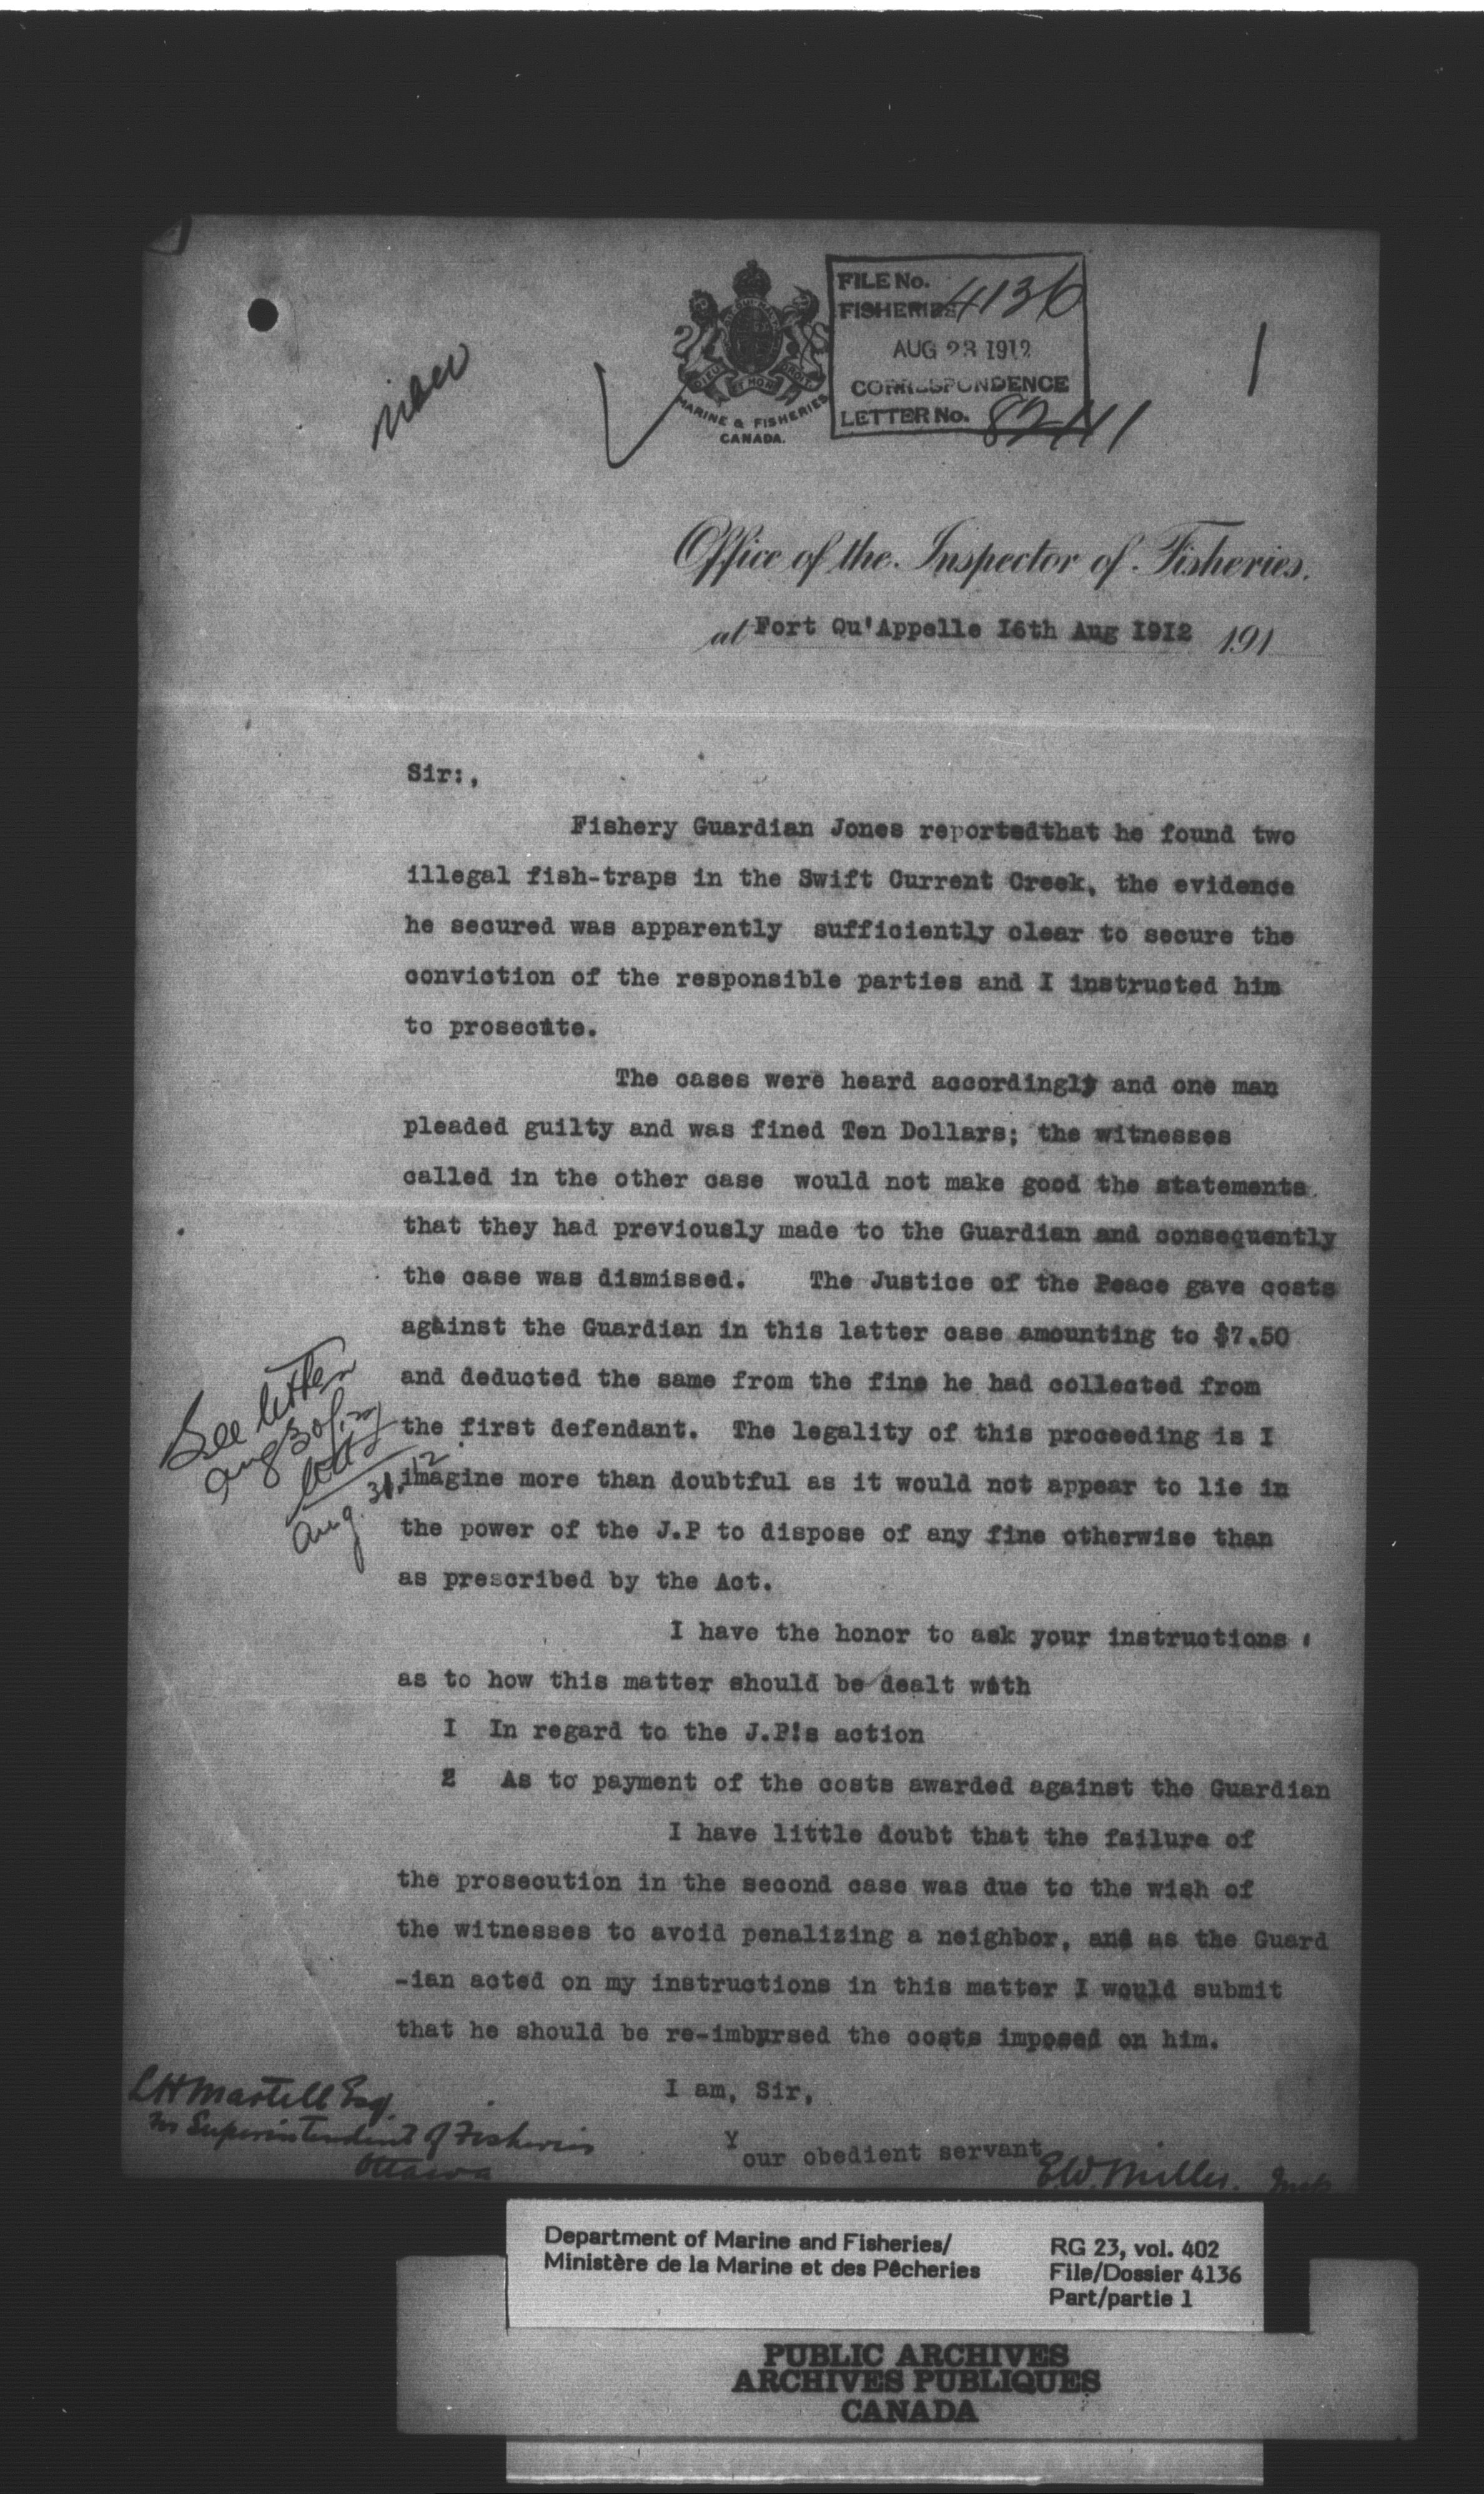 new
FILE No.
FISHERIES 4136
AUG 23 1912
CORRESPONDENCE
LETTER No. 82411
1
DIEU ET MON DROIT
MARINE & FISHERIES
CANADA.
Office of the Inspector of Fisheries.
at Fort Qu'Appelle I6th Aug I9I2 191
Sir:,
Fishery Guardian Jones reportedthat he found two
illegal fish-traps in the Swift Current Creek, the evidence
he secured was apparently sufficiently clear to secure the
conviction of the responsible parties and I instructed him
to prosecute.
The cases were heard accordingly and one man
pleaded guilty and was fined Ten Dollars; the witnesses
called in the other case would not make good the statements
that they had previously made to the Guardian and consequently
the case was dismissed. The Justice of the Peace gave costs
against the Guardian in this latter case amounting to $7.50
and deducted the same from the fine he had collected from
the first defendant. The legality of this proceeding is I
imagine more than doubtful as it would not appear to lie in
the power of the J.P to dispose of any fine otherwise than
as prescribed by the Act.
See letter
Aug 30
Aug. 31. 12.
I have the honor to ask your instructions
as to how this matter should be dealt with
I In regard to the J.P!s action
2 As to payment of the costs awarded against the Guardian
I have little doubt that the failure of
the prosecution in the second case was due to the wish of
the witnesses to avoid penalizing a neighbor, and as the Guard
-ian acted on my instructions in this matter I would submit
that he should be re-imbursed the costs imposed on him.
I am, Sir,
Your obedient servant
E.W. Miller.
LH Martell Esq.
for Superintendent of Fisheries
Ottawa
Department of Marine and Fisheries/
Ministère de la Marine et des Pêcheries
RG 23, vol. 402
File/Dossier 4136
Part/partie 1
PUBLIC ARCHIVES
ARCHIVES PUBLIQUES
CANADA